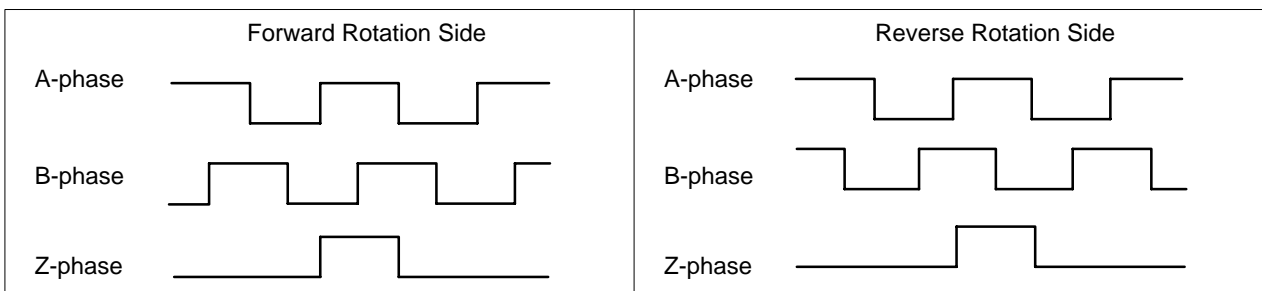 Forward Rotation Side
A-phase
B-phase
Z-phase
Reverse Rotation Side
A-phase
B-phase
Z-phase